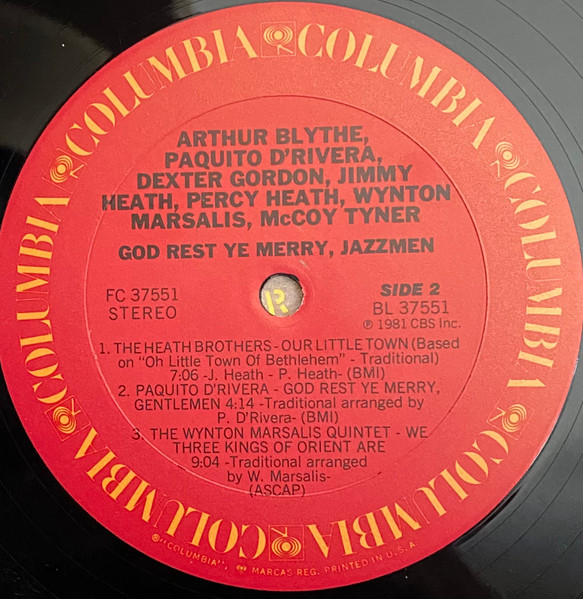 COLUMBIA COLUMBIA COLUMBIA COLUMBIA COLUMBIA COLUMBIA COLUMBIA COLUMBIA
ARTHUR BLYTHE,
PAQUITO D'RIVERA,
DEXTER GORDON, JIMMY
HEATH, PERCY HEATH, WYNTON
MARSALIS, McCOY TYNER
GOD REST YE MERRY, JAZZMEN
FC 37551
STEREO
R
SIDE 2
BL 37551
℗ 1981 CBS Inc.
1. THE HEATH BROTHERS - OUR LITTLE TOWN (Based
on "Oh Little Town Of Bethlehem" - Traditional)
7:06 -J. Heath - P. Heath- (BMI)
2. PAQUITO D'RIVERA - GOD REST YE MERRY,
GENTLEMEN 4:14 -Traditional arranged by
P. D'Rivera- (BMI)
3. THE WYNTON MARSALIS QUINTET - WE
THREE KINGS OF ORIENT ARE
9:04 -Traditional arranged
by W. Marsalis-
(ASCAP)
®"COLUMBIA", MARCAS REG. PRINTED IN U.S.A.